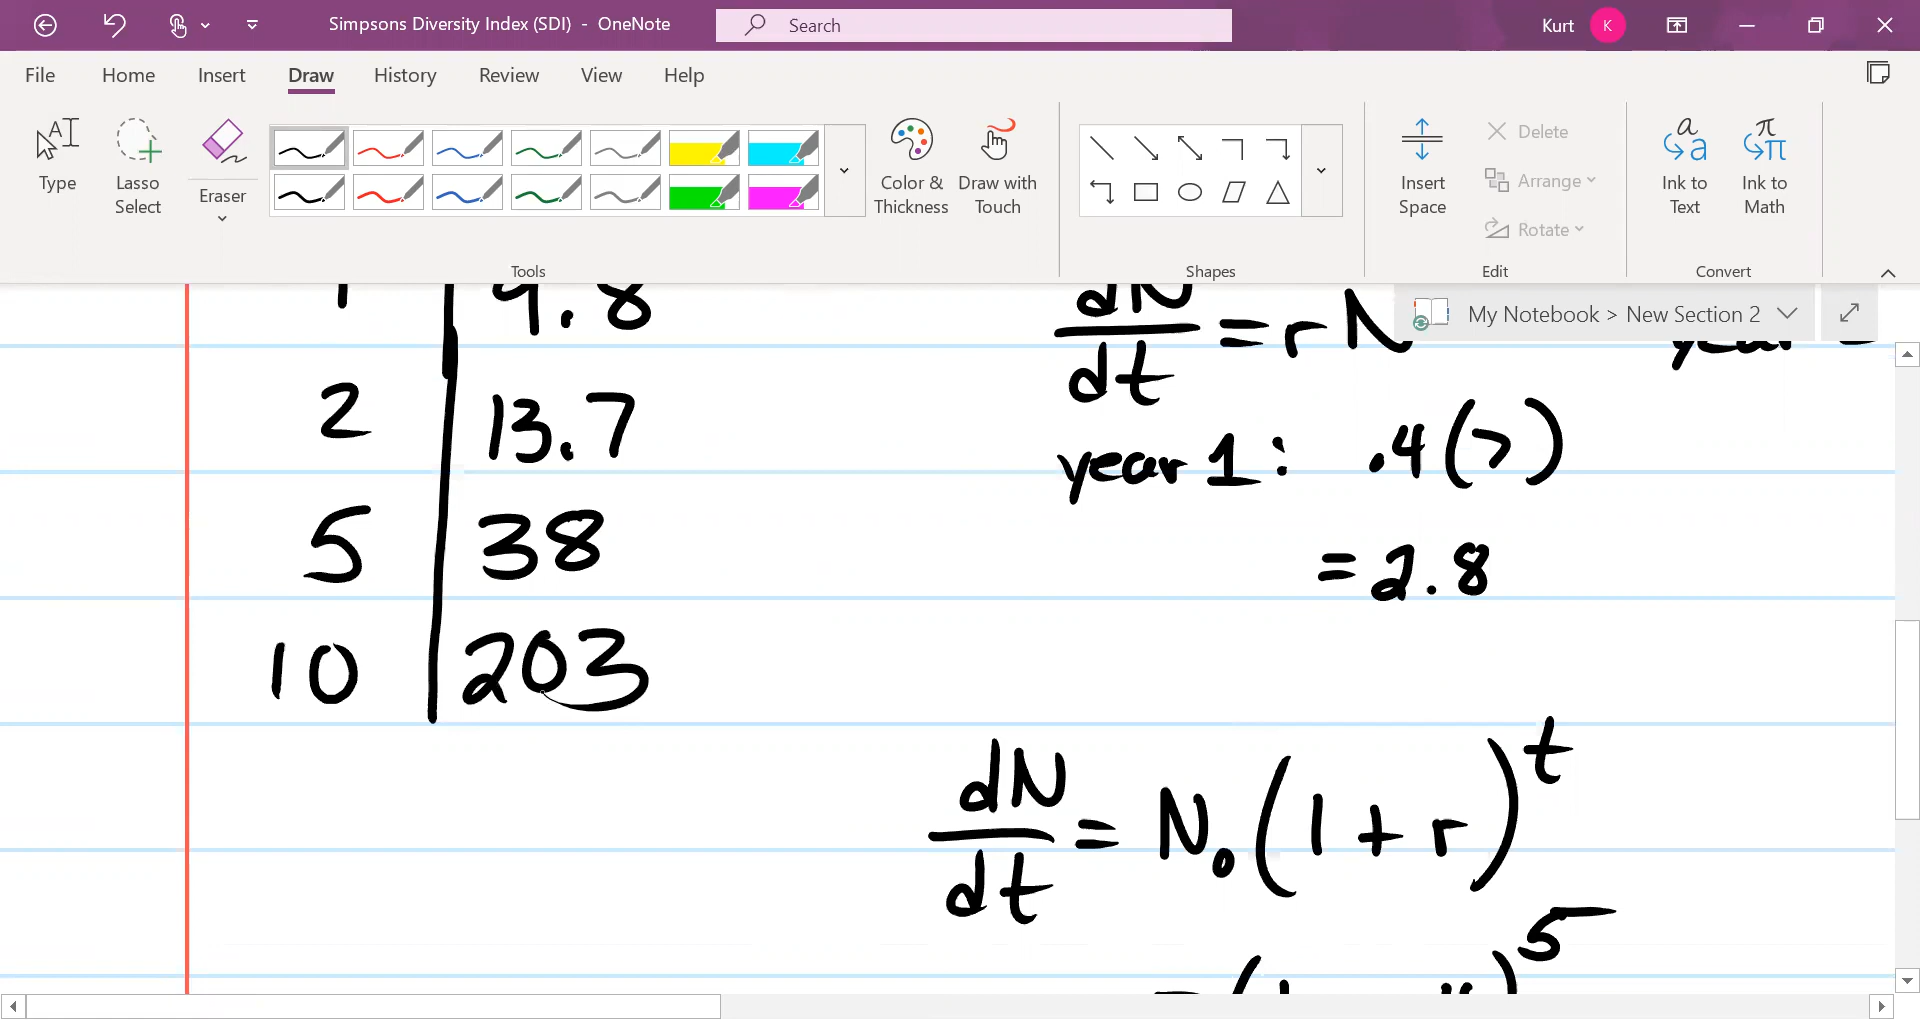 Simpsons Diversity Index (SDI) - OneNote
Search
Kurt K
File Home Insert Draw History Review View Help
Type
Lasso Select
Eraser
Color & Thickness
Draw with Touch
Insert Space
Delete
Arrange
Rotate
Ink to Text
Ink to Math
Tools Shapes Edit Convert
My Notebook > New Section 2
1 9.8
2 13.7
5 38
10 203
dN/dt = rN
year
year 1: .4(7)
= 2.8
dN/dt = N₀(1 + r)^t
5